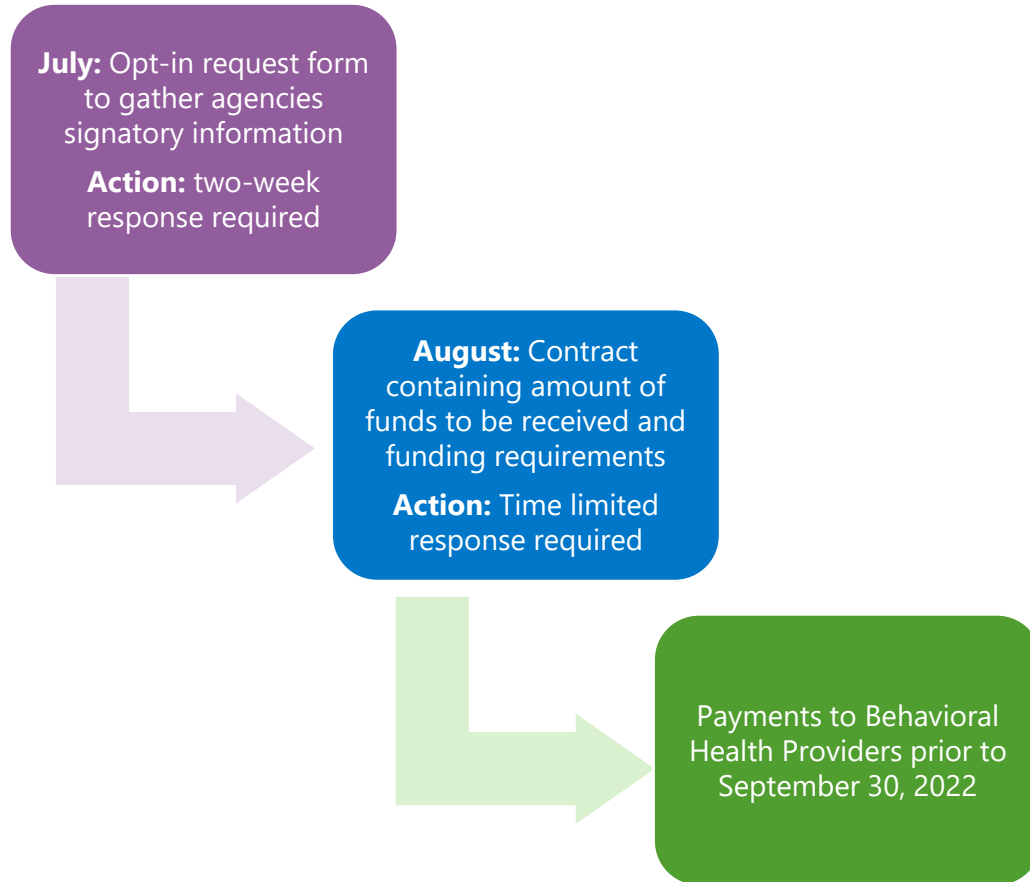 July: Opt-in request form
to gather agencies
signatory information
Action: two-week
response required
August: Contract
containing amount of
funds to be received and
funding requirements
Action: Time limited
response required
Payments to Behavioral
Health Providers prior to
September 30, 2022